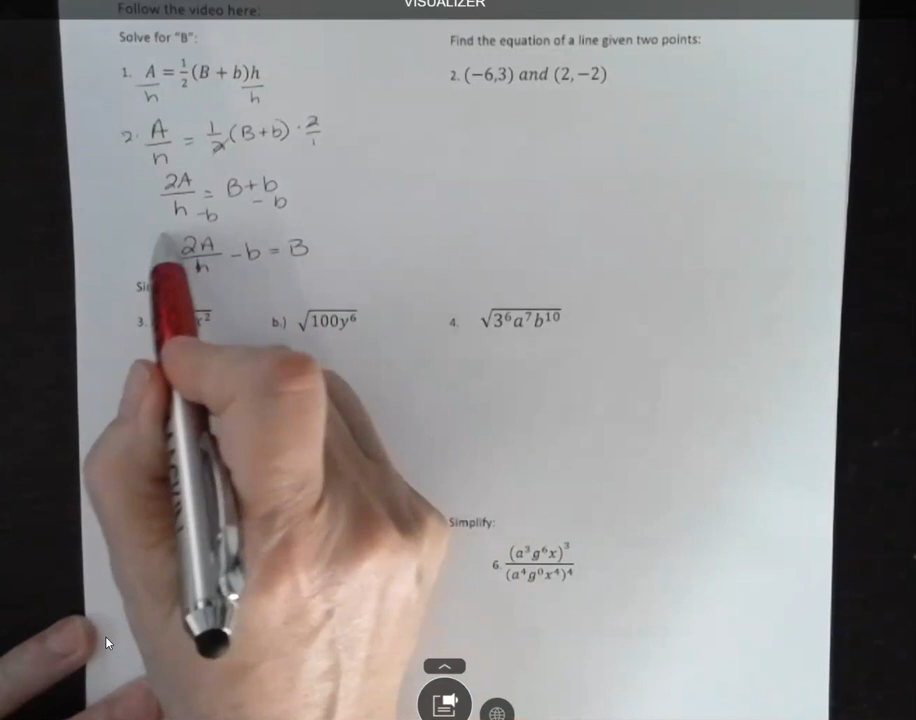 VISUALIZER
Follow the video here:
Solve for "B":
1. A = 1/2 (B + b)h
h h
2. A/h = 1/2 (B+b) · 2/1
2A/h = B+b
-b - b
2A/h - b = B
3. x²
b.) √100y⁶
Find the equation of a line given two points:
2. (−6,3) and (2,−2)
4. √3⁶a⁷b¹⁰
Simplify:
6. (a³g⁶x)³/(a⁴g⁰x⁴)⁴